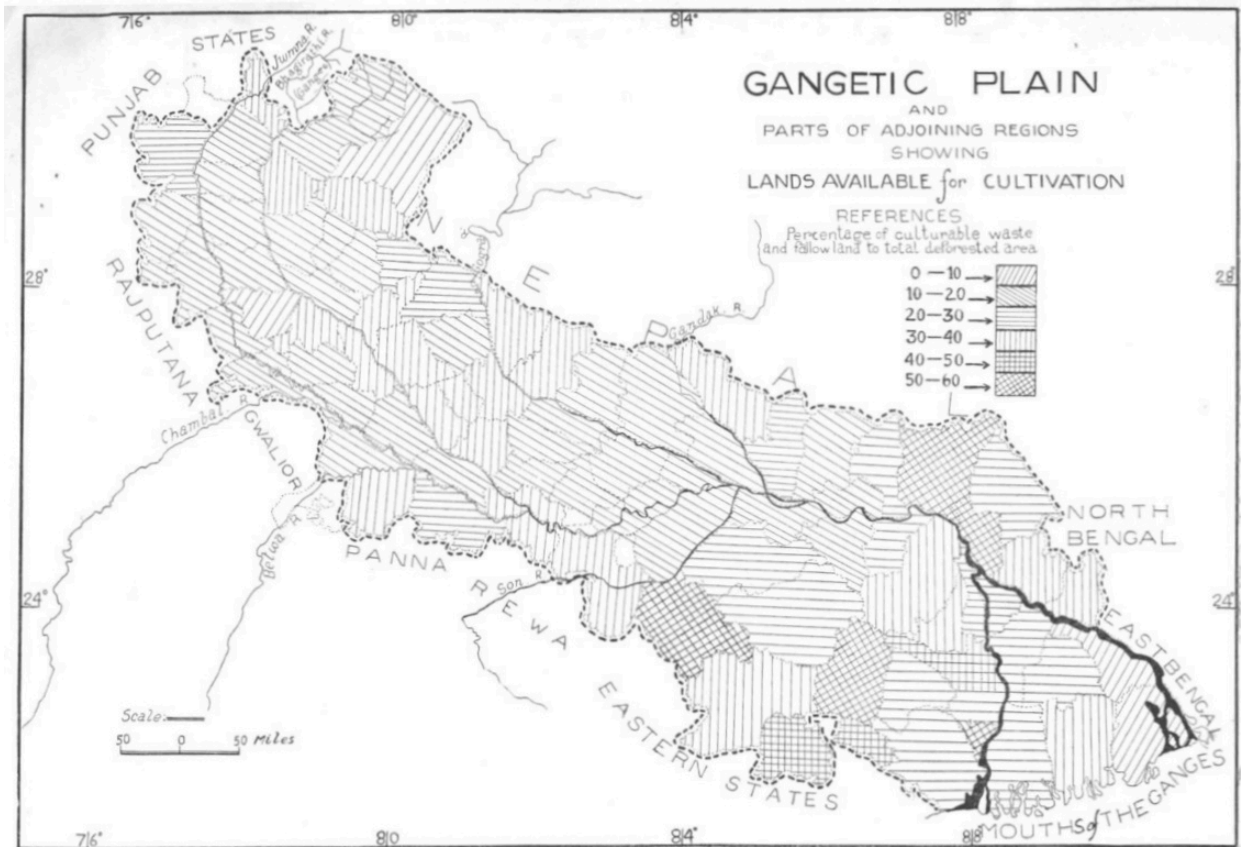 76° 80° 84° 88°
PUNJAB STATES
Jumna R.
Bhagirathi R.
GANGETIC PLAIN
AND
PARTS OF ADJOINING REGIONS
SHOWING
LANDS AVAILABLE for CULTIVATION
REFERENCES
Percentage of culturable waste
and fallow land to total deforested area
0—10
10—20
20—30
30—40
40—50
50—60
28° 28°
NEPAL
Gandak R.
RAJPUTANA
Chambal R.
GWALIOR
Betwa R.
PANNA
REWA
Son R.
NORTH
BENGAL
24° 24°
EAST BENGAL
EASTERN STATES
MOUTHS of THE GANGES
Scale:
50 0 50 Miles
76° 80 84° 88°